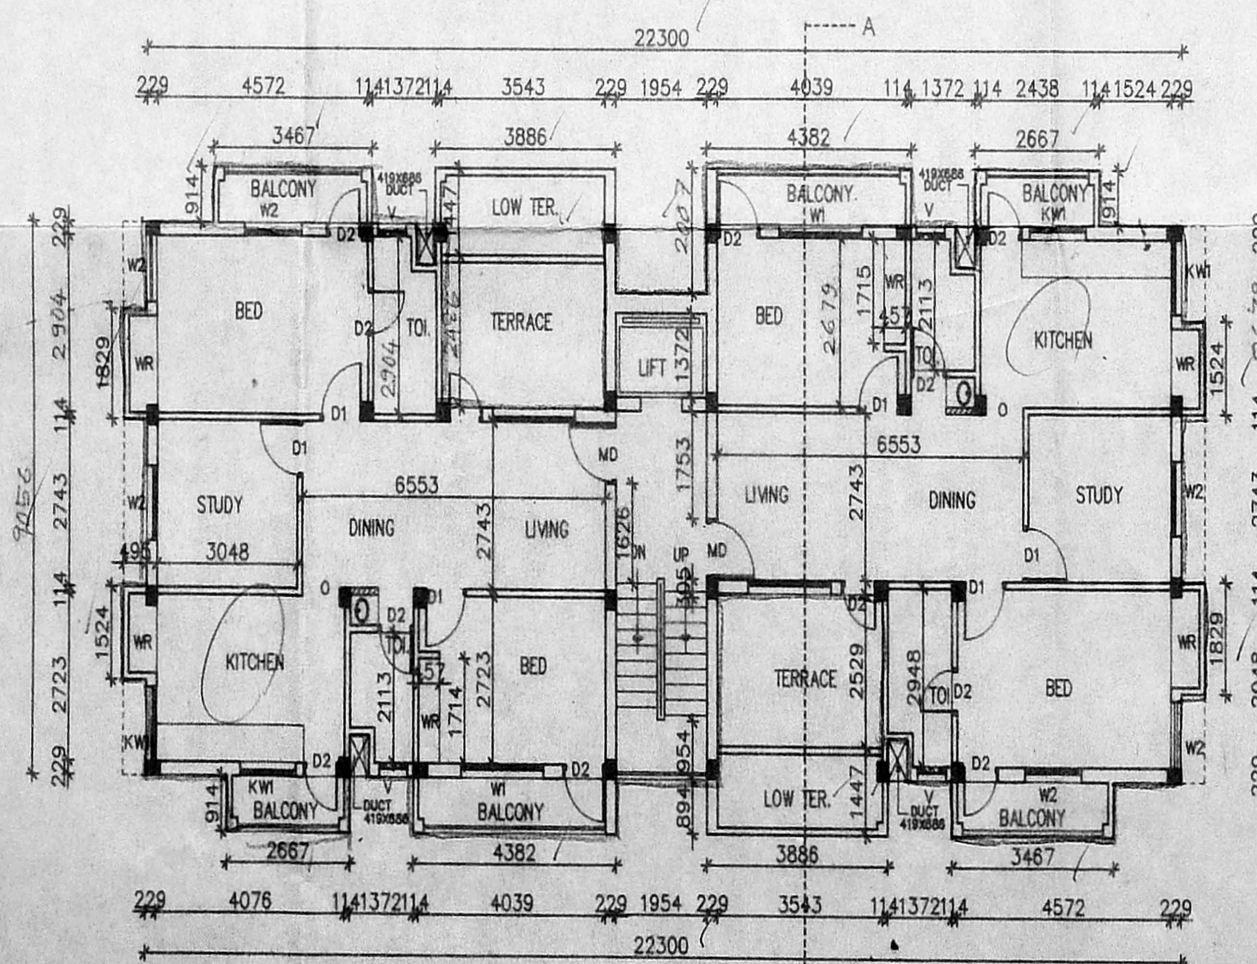 A
22300
229 4572 114 1372 114 3543 229 1954 229 4039 114 1372 114 2438 114 1524 229
3467 3886 4382 2667
914 BALCONY W2 419X686 DUCT V 447 LOW TER. 2207 BALCONY W1 419X686 DUCT V BALCONY KW1 914
229 D2 D2 D2
W2 KW1
2904 BED D2 TOI. TERRACE BED 2679 1715 WR 457 2113 KITCHEN
1829 WR 2904 LIFT 1372 TOI. D2 WR 1524
114 D1 D1 O
D1 MD 1753 6553
9056 2743 W2 STUDY 6553 LIVING 2743 DINING STUDY W2
DINING 2743 LIVING 1626 DN UP MD D1
495 3048
114 O D2 D1 305 D2 D1
1524 WR KITCHEN TOI. 457 BED TERRACE 2529 2948 TOI. D2 BED WR 1829
2723 2113 WR 1714 2723
KW1 D2 D2 954 D2 W2
229 914 KW1 BALCONY V DUCT 419X686 W1 BALCONY 894 LOW TER. 1447 V DUCT 419X686 W2 BALCONY
2667 4382 3886 3467
229 4076 114 1372 114 4039 229 1954 229 3543 114 1372 114 4572 229
22300